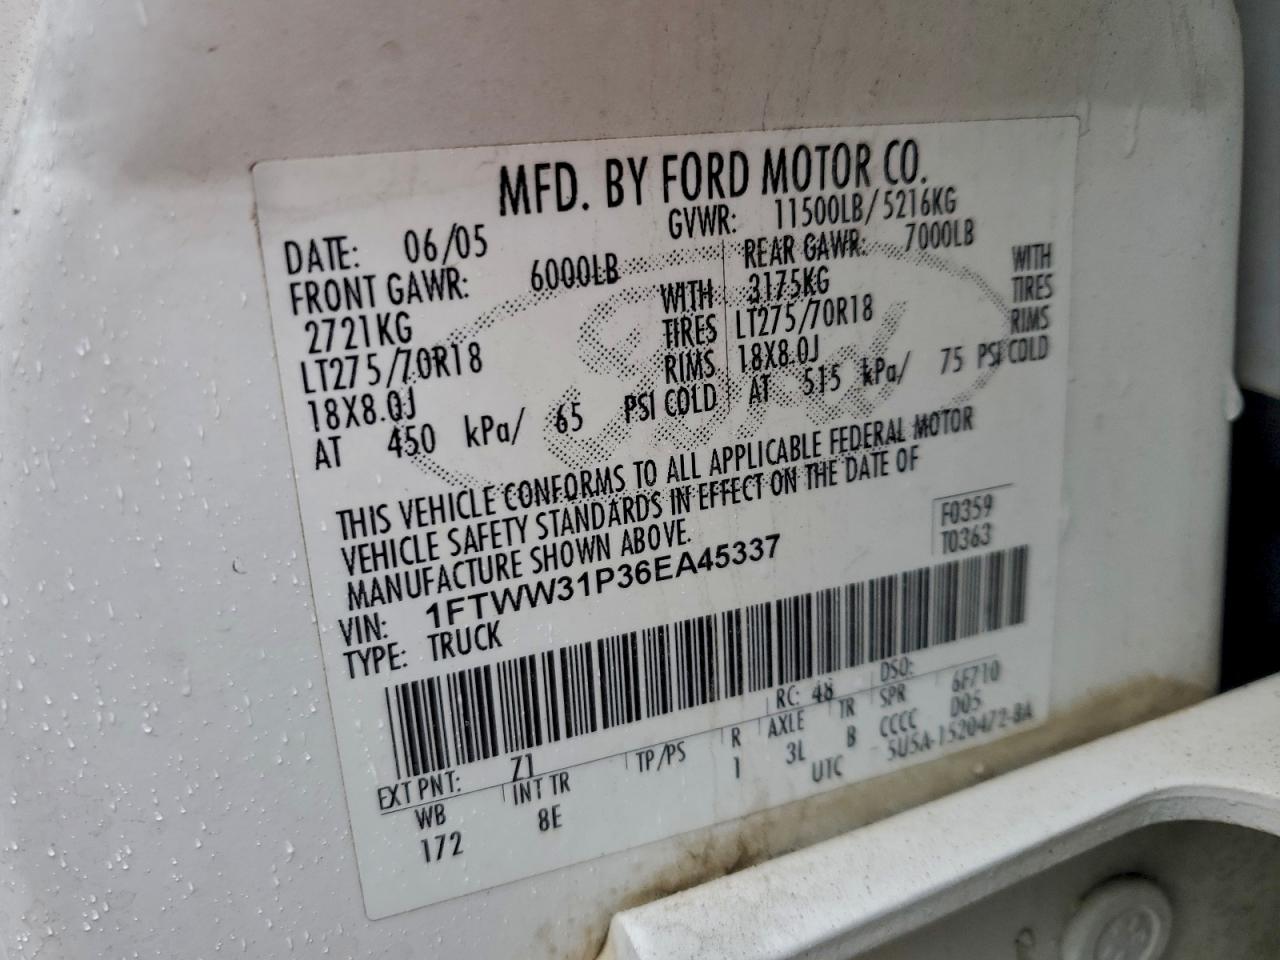 MFD. BY FORD MOTOR CO.
DATE: 06/05 GVWR: 11500LB/5216KG
FRONT GAWR: 6000LB REAR GAWR: 7000LB
2721KG WITH 3175KG WITH
LT275/70R18 TIRES LT275/70R18 TIRES
18X8.0J RIMS 18X8.0J RIMS
AT 450 kPa/ 65 PSI COLD AT 515 kPa/ 75 PSI COLD
THIS VEHICLE CONFORMS TO ALL APPLICABLE FEDERAL MOTOR
VEHICLE SAFETY STANDARDS IN EFFECT ON THE DATE OF
MANUFACTURE SHOWN ABOVE.
F0359
T0363
VIN: 1FTWW31P36EA45337
TYPE: TRUCK
EXT PNT: Z1 RC: 48 DSO:
WB INT TR TP/PS R AXLE TR SPR 6F710
172 8E I 3L B CCCC D05
UTC 5U5A-1520472-BA